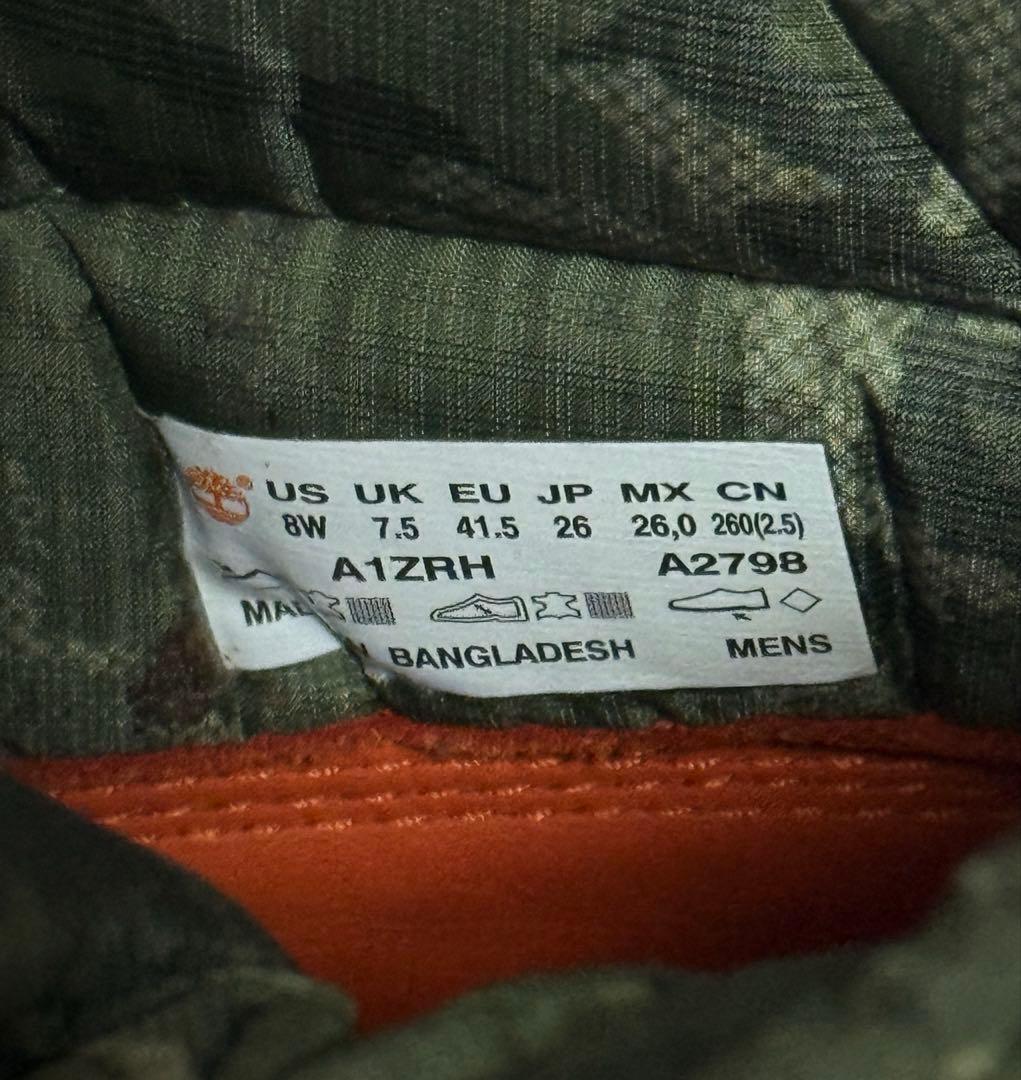 US UK EU JP MX CN
8W 7.5 41.5 26 26,0 260(2.5)
A1ZRH A2798
BANGLADESH MENS